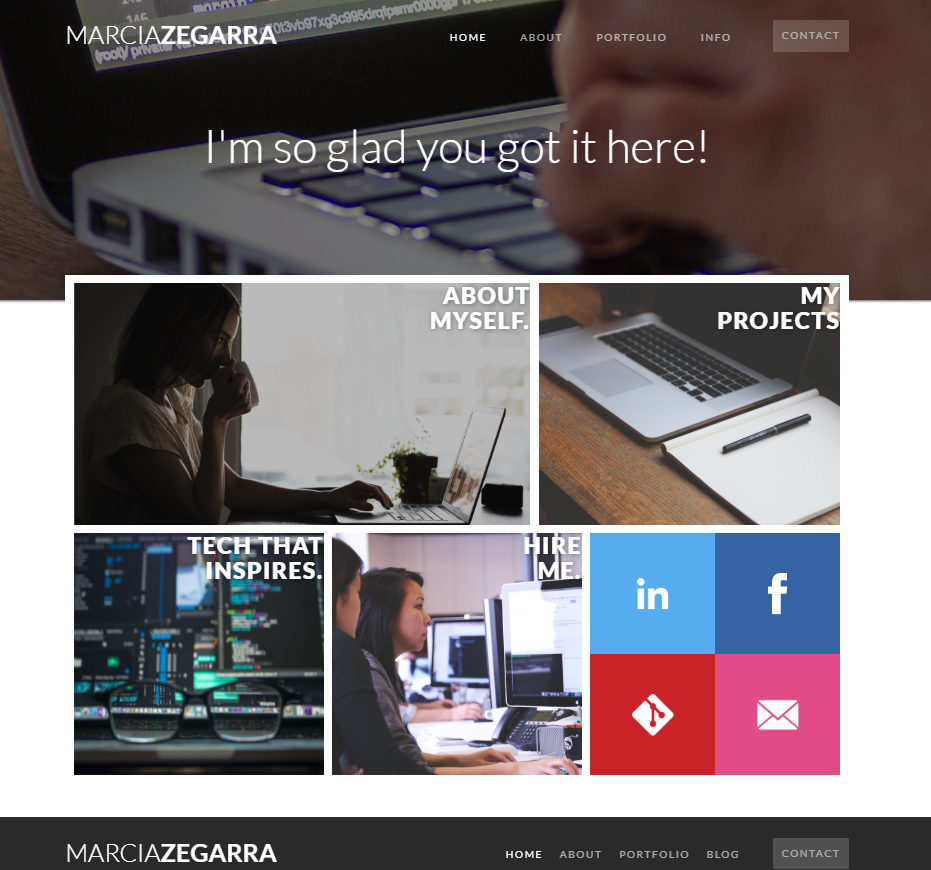 MARCIAZEGARRA
HOME ABOUT PORTFOLIO INFO CONTACT
I'm so glad you got it here!
ABOUT
MYSELF.
MY
PROJECTS
TECH THAT
INSPIRES.
HIRE
ME.
in f
MARCIAZEGARRA
HOME ABOUT PORTFOLIO BLOG CONTACT